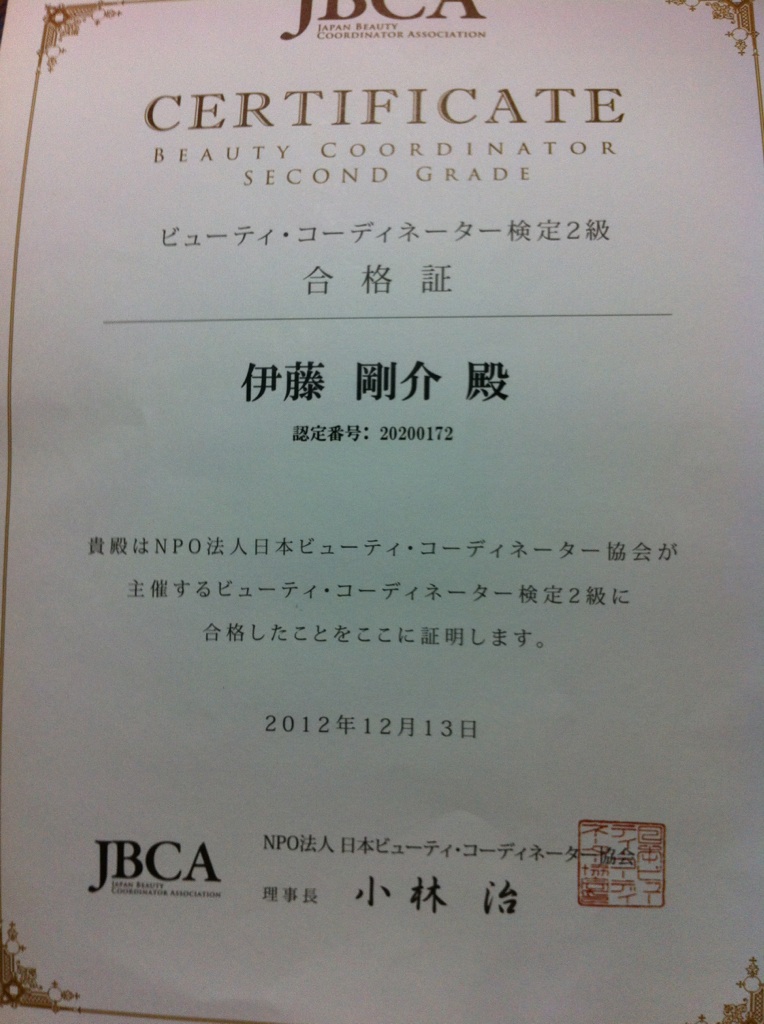 JBCA
JAPAN BEAUTY
COORDINATOR ASSOCIATION
CERTIFICATE
BEAUTY COORDINATOR
SECOND GRADE
ビューティ・コーディネーター検定2級
合格証
伊藤 剛介 殿
認定番号：20200172
貴殿はNPO法人日本ビューティ・コーディネーター協会が
主催するビューティ・コーディネーター検定2級に
合格したことをここに証明します。
2012年12月13日
JBCA
JAPAN BEAUTY
COORDINATOR ASSOCIATION
NPO法人 日本ビューティ・コーディネーター協会
理事長 小林 治